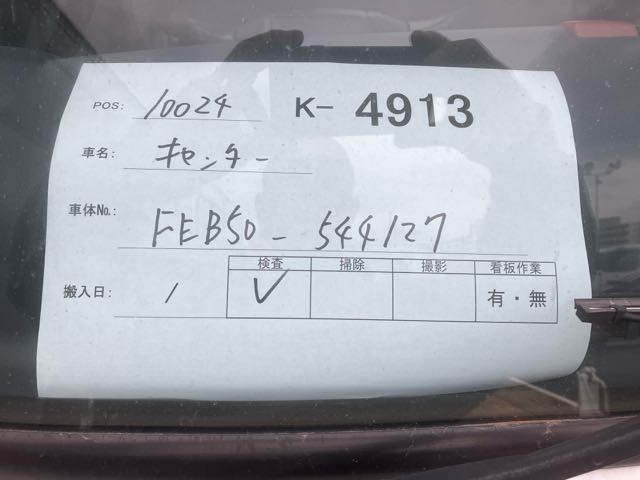 POS: 10024 K- 4913
車名: キャンター
車体No.: FEB50-544127
検査 掃除 撮影 看板作業
搬入日: / ✓ 有・無